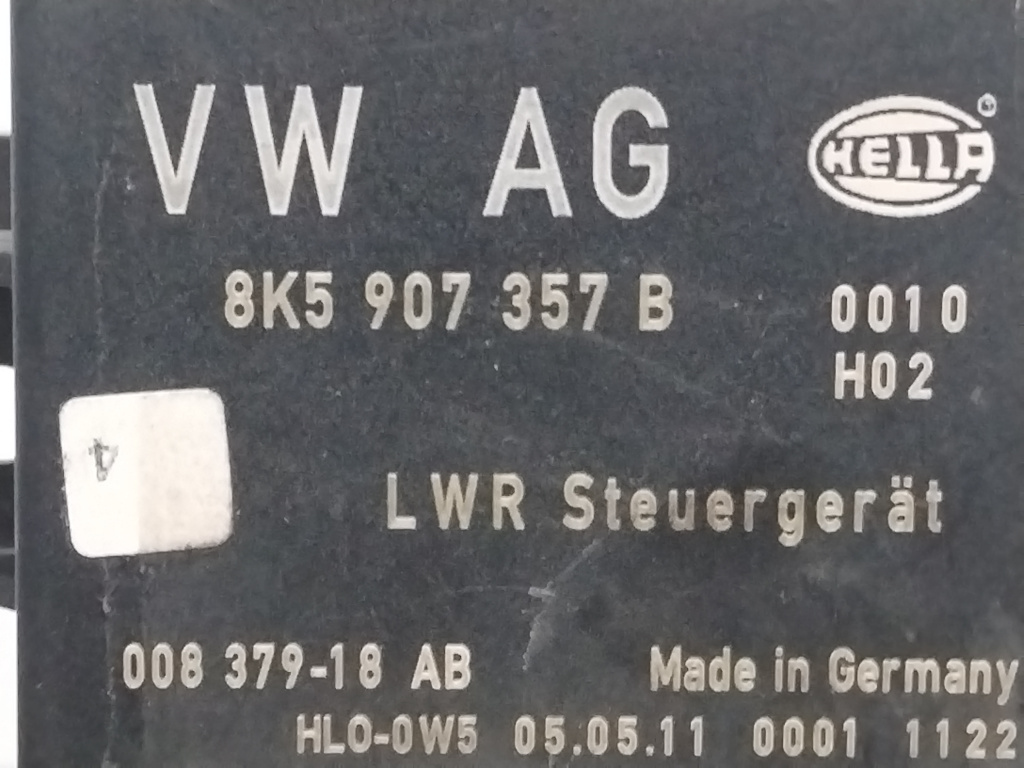 VW AG HELLA ®
8K5 907 357 B 0010
H02
4
LWR Steuergerät
008 379-18 AB Made in Germany
HLO-0W5 05.05.11 0001 1122